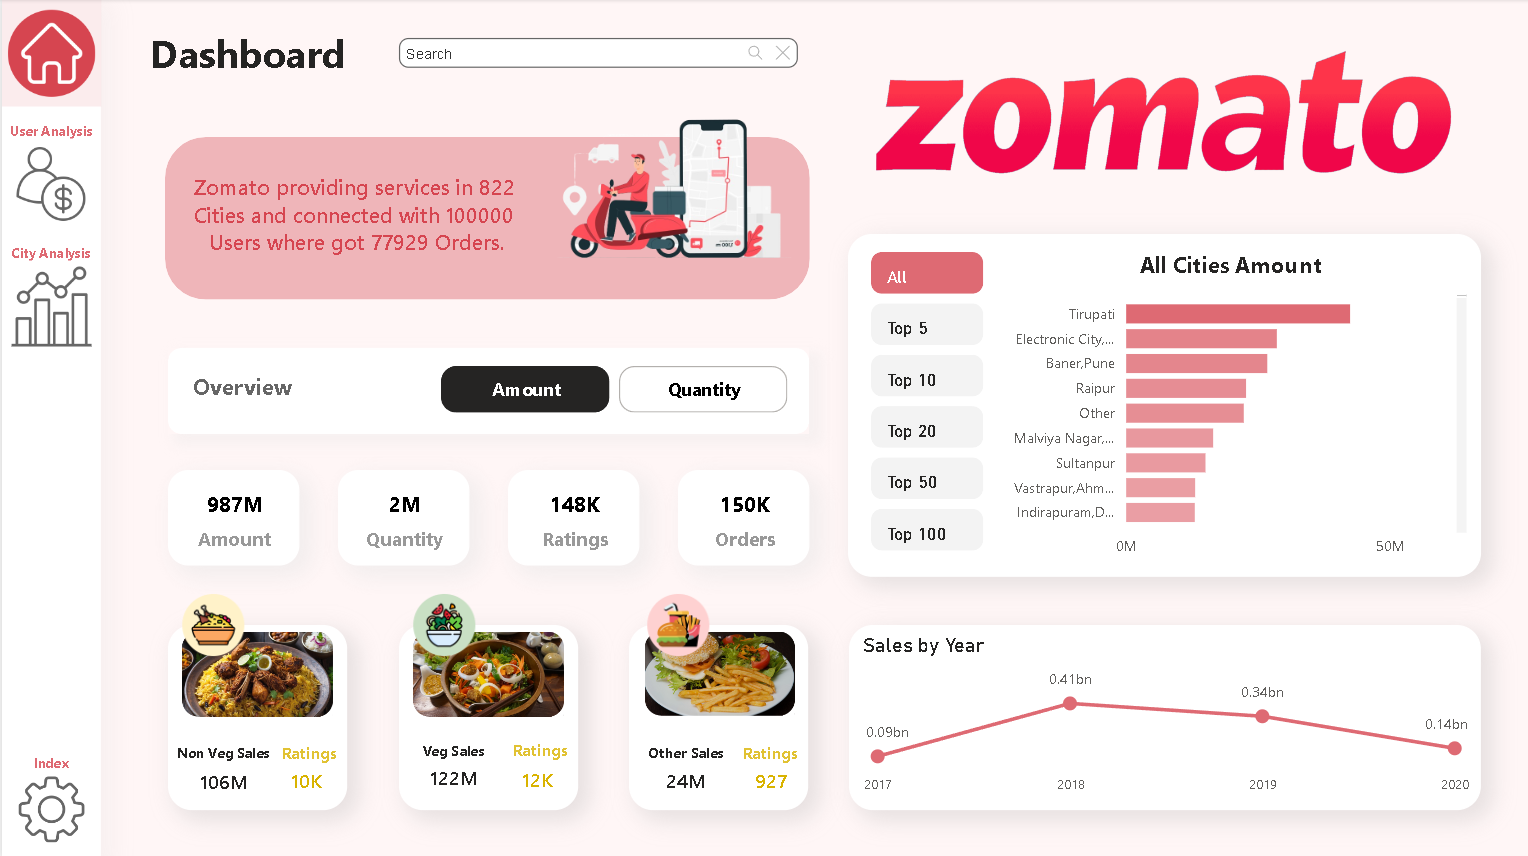 Dashboard
Search
zomato
User Analysis
City Analysis
Index
Zomato providing services in 822
Cities and connected with 100000
Users where got 77929 Orders.
Overview
Amount
Quantity
987M
Amount
2M
Quantity
148K
Ratings
150K
Orders
Non Veg Sales
Ratings
106M
10K
Veg Sales
Ratings
122M
12K
Other Sales
Ratings
24M
927
All
Top 5
Top 10
Top 20
Top 50
Top 100
All Cities Amount
Tirupati
Electronic City,...
Baner,Pune
Raipur
Other
Malviya Nagar,...
Sultanpur
Vastrapur,Ahm...
Indirapuram,D...
0M
50M
Sales by Year
0.09bn
0.41bn
0.34bn
0.14bn
2017
2018
2019
2020